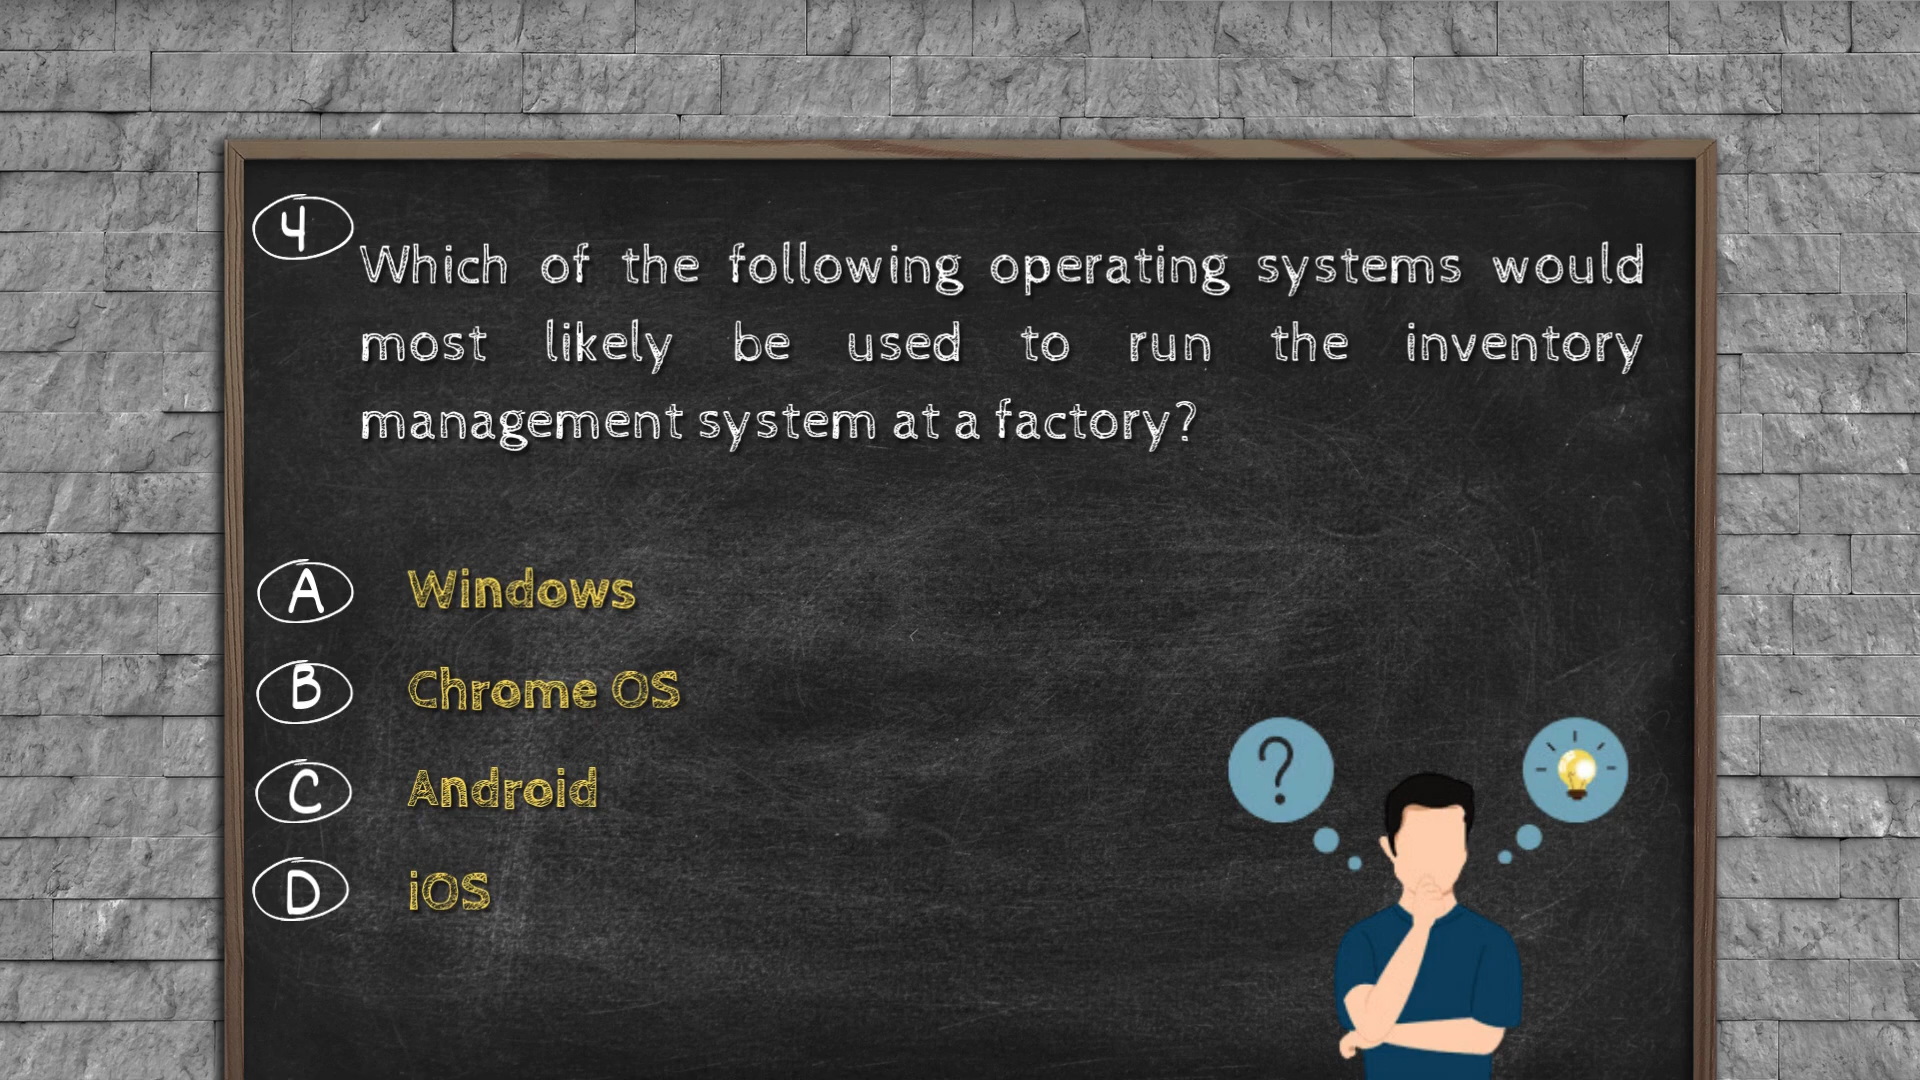 4
Which of the following operating systems would
most likely be used to run the inventory
management system at a factory?
A Windows
B Chrome OS
C Android
D iOS
?